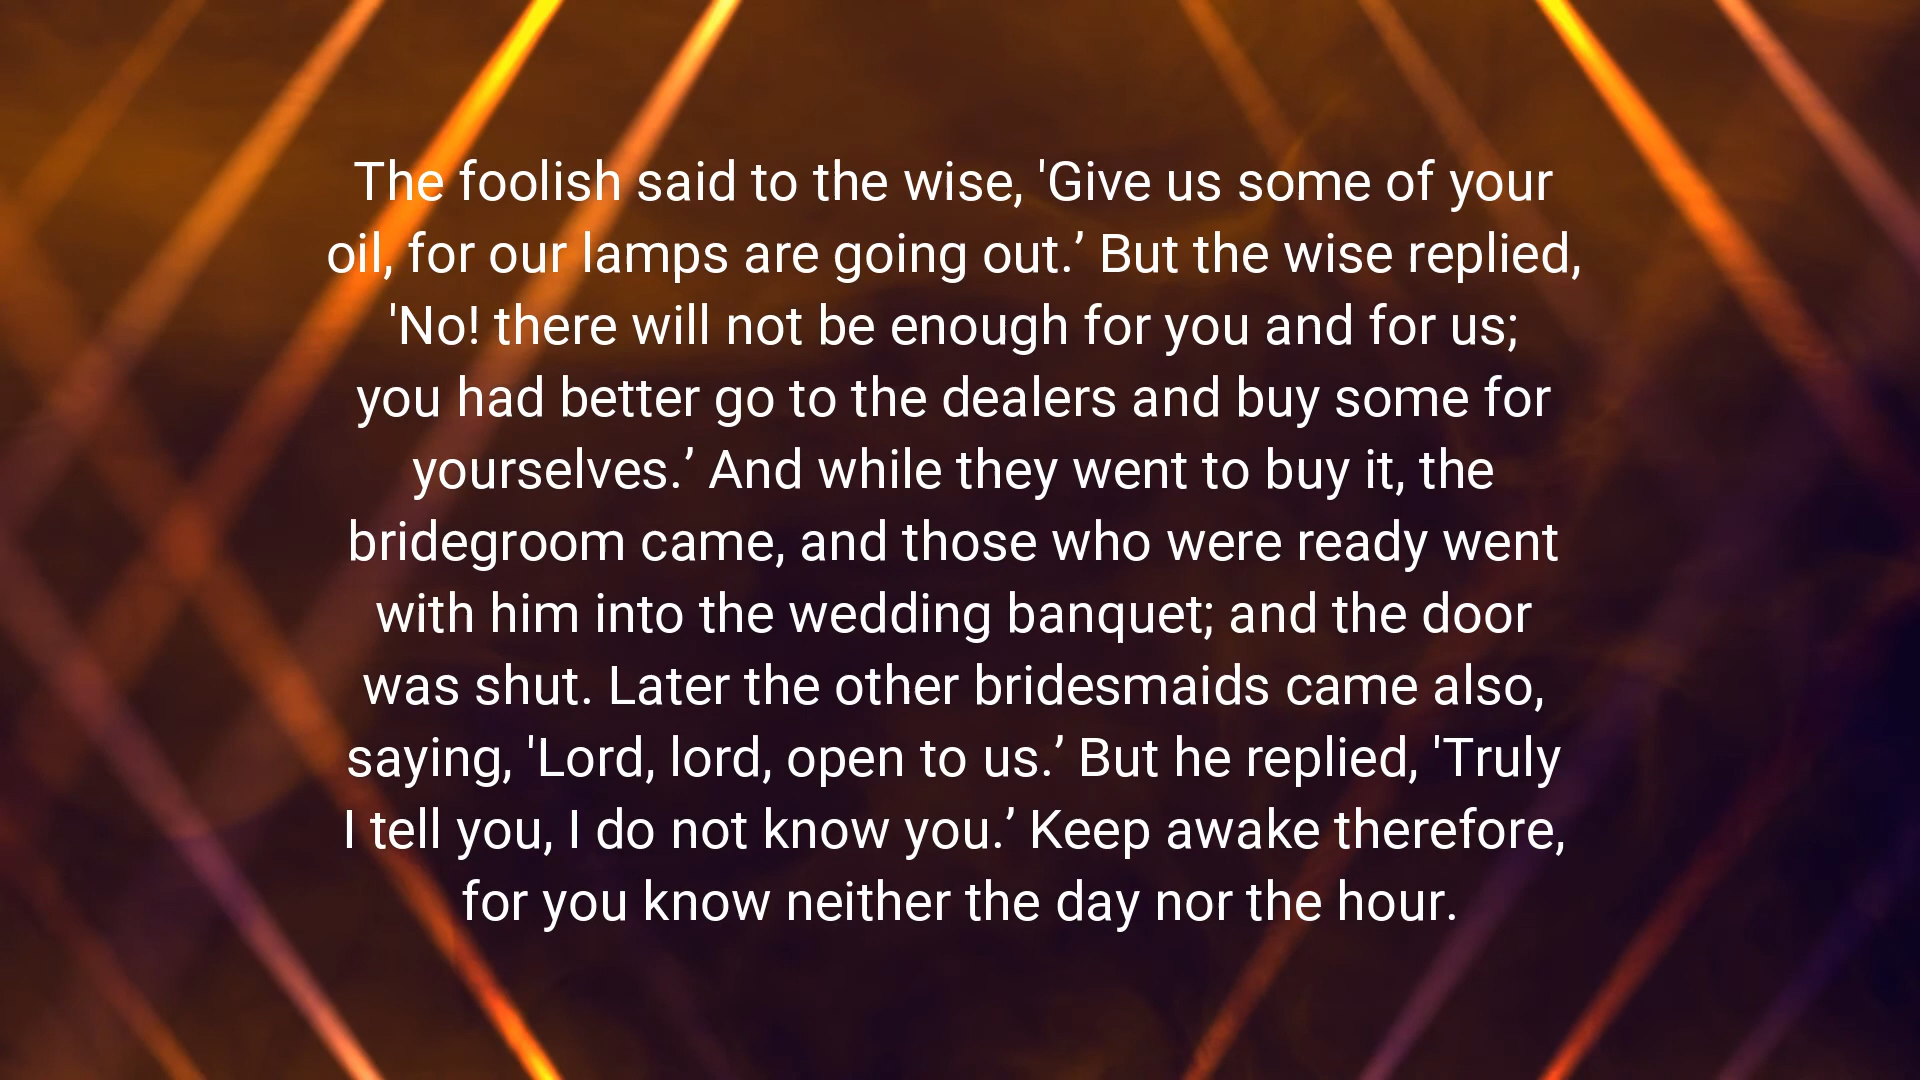 The foolish said to the wise, 'Give us some of your
oil, for our lamps are going out.’ But the wise replied,
'No! there will not be enough for you and for us;
you had better go to the dealers and buy some for
yourselves.’ And while they went to buy it, the
bridegroom came, and those who were ready went
with him into the wedding banquet; and the door
was shut. Later the other bridesmaids came also,
saying, 'Lord, lord, open to us.’ But he replied, 'Truly
I tell you, I do not know you.’ Keep awake therefore,
for you know neither the day nor the hour.